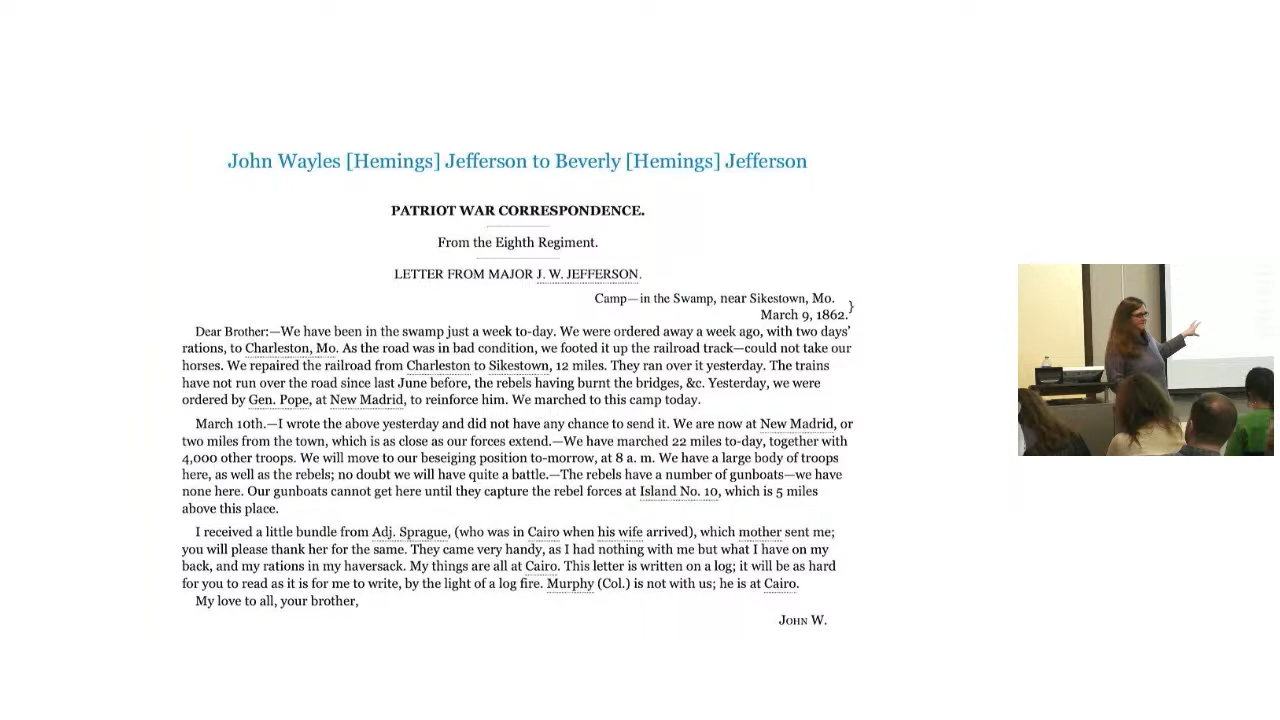 John Wayles [Hemings] Jefferson to Beverly [Hemings] Jefferson
PATRIOT WAR CORRESPONDENCE.
From the Eighth Regiment.
LETTER FROM MAJOR J. W. JEFFERSON.
Camp—in the Swamp, near Sikestown, Mo.
March 9, 1862.}
Dear Brother:—We have been in the swamp just a week to-day. We were ordered away a week ago, with two days’
rations, to Charleston, Mo. As the road was in bad condition, we footed it up the railroad track—could not take our
horses. We repaired the railroad from Charleston to Sikestown, 12 miles. They ran over it yesterday. The trains
have not run over the road since last June before, the rebels having burnt the bridges, &c. Yesterday, we were
ordered by Gen. Pope, at New Madrid, to reinforce him. We marched to this camp today.
March 10th.—I wrote the above yesterday and did not have any chance to send it. We are now at New Madrid, or
two miles from the town, which is as close as our forces extend.—We have marched 22 miles to-day, together with
4,000 other troops. We will move to our beseiging position to-morrow, at 8 a. m. We have a large body of troops
here, as well as the rebels; no doubt we will have quite a battle.—The rebels have a number of gunboats—we have
none here. Our gunboats cannot get here until they capture the rebel forces at Island No. 10, which is 5 miles
above this place.
I received a little bundle from Adj. Sprague, (who was in Cairo when his wife arrived), which mother sent me;
you will please thank her for the same. They came very handy, as I had nothing with me but what I have on my
back, and my rations in my haversack. My things are all at Cairo. This letter is written on a log; it will be as hard
for you to read as it is for me to write, by the light of a log fire. Murphy (Col.) is not with us; he is at Cairo.
My love to all, your brother,
John W.